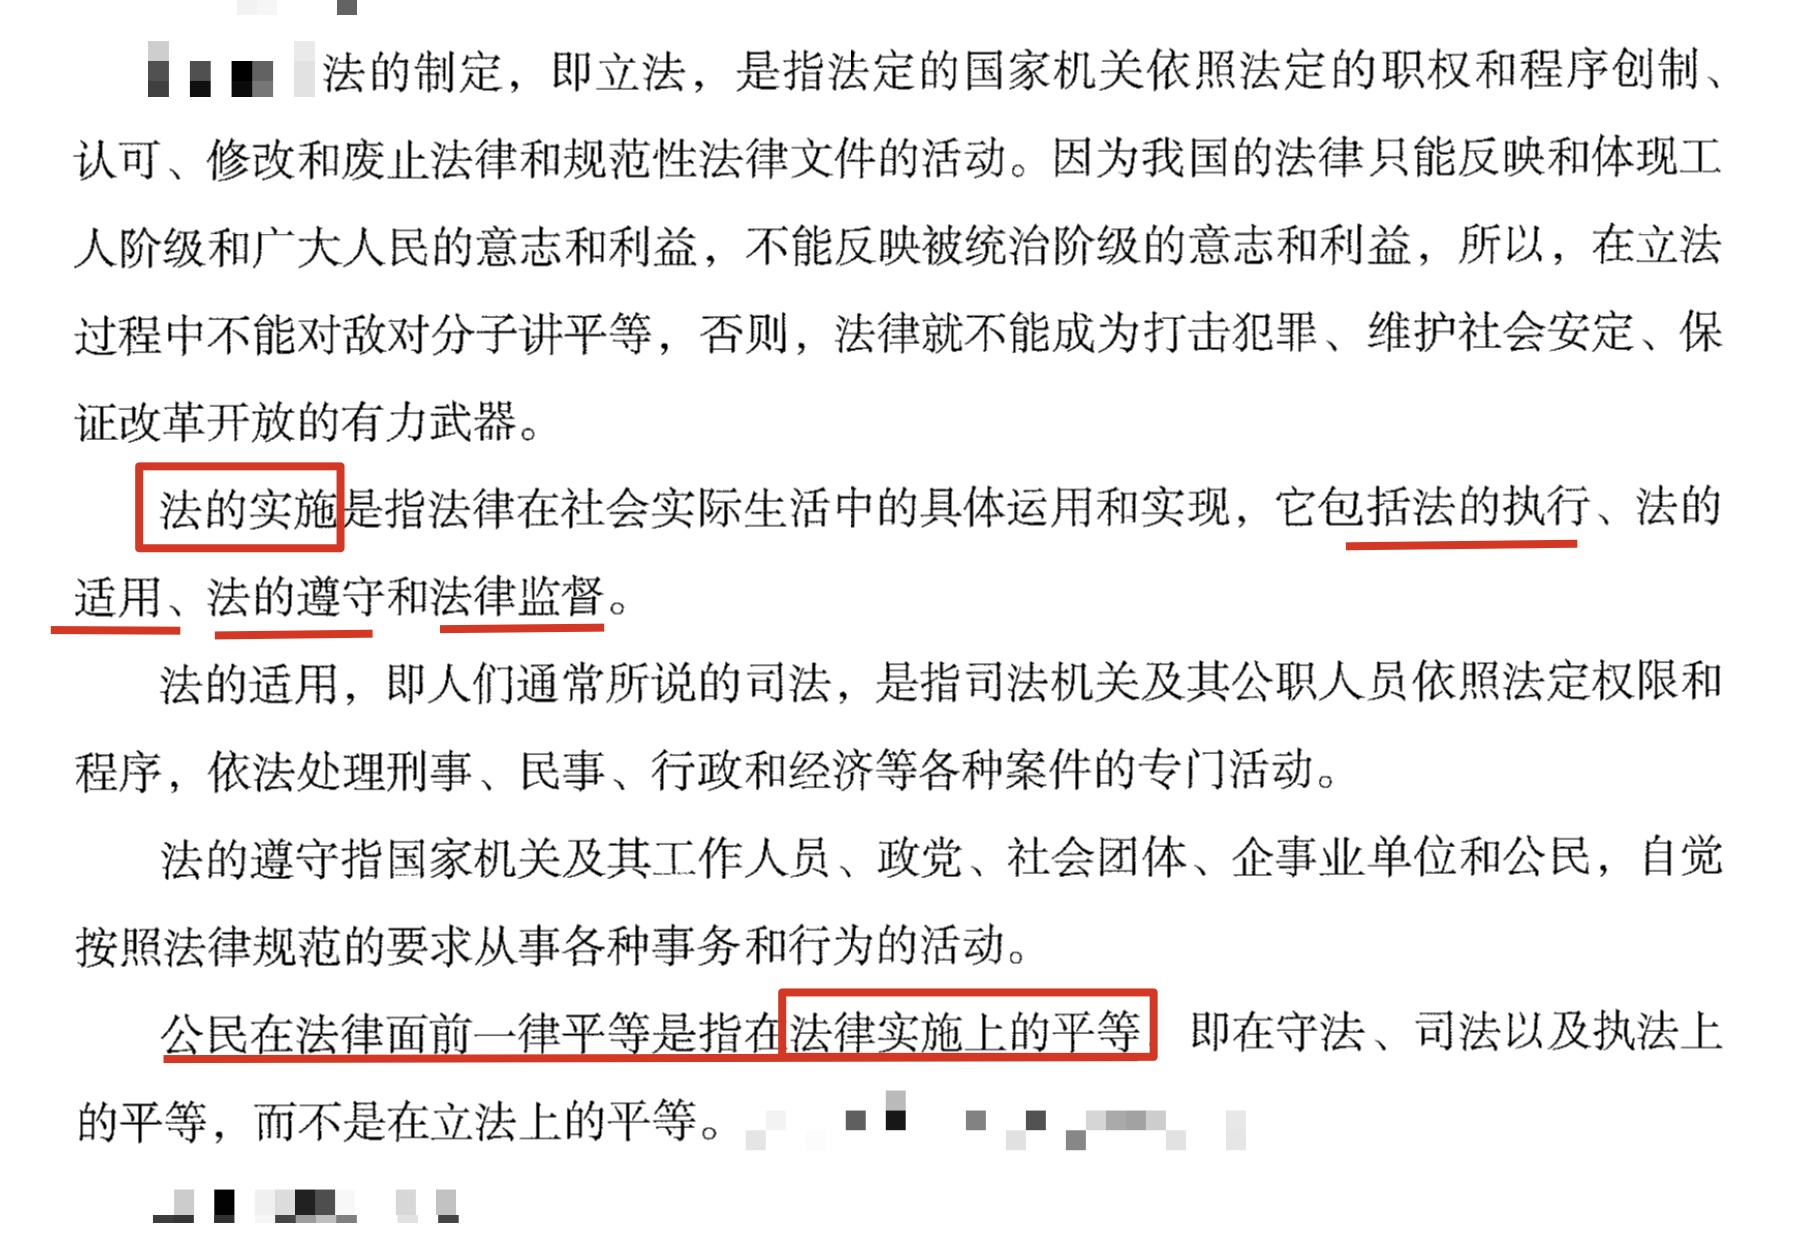 法的制定，即立法，是指法定的国家机关依照法定的职权和程序创制、
认可、修改和废止法律和规范性法律文件的活动。因为我国的法律只能反映和体现工
人阶级和广大人民的意志和利益，不能反映被统治阶级的意志和利益，所以，在立法
过程中不能对敌对分子讲平等，否则，法律就不能成为打击犯罪、维护社会安定、保
证改革开放的有力武器。
法的实施是指法律在社会实际生活中的具体运用和实现，它包括法的执行、法的
适用、法的遵守和法律监督。
法的适用，即人们通常所说的司法，是指司法机关及其公职人员依照法定权限和
程序，依法处理刑事、民事、行政和经济等各种案件的专门活动。
法的遵守指国家机关及其工作人员、政党、社会团体、企事业单位和公民，自觉
按照法律规范的要求从事各种事务和行为的活动。
公民在法律面前一律平等是指在法律实施上的平等 即在守法、司法以及执法上
的平等，而不是在立法上的平等。